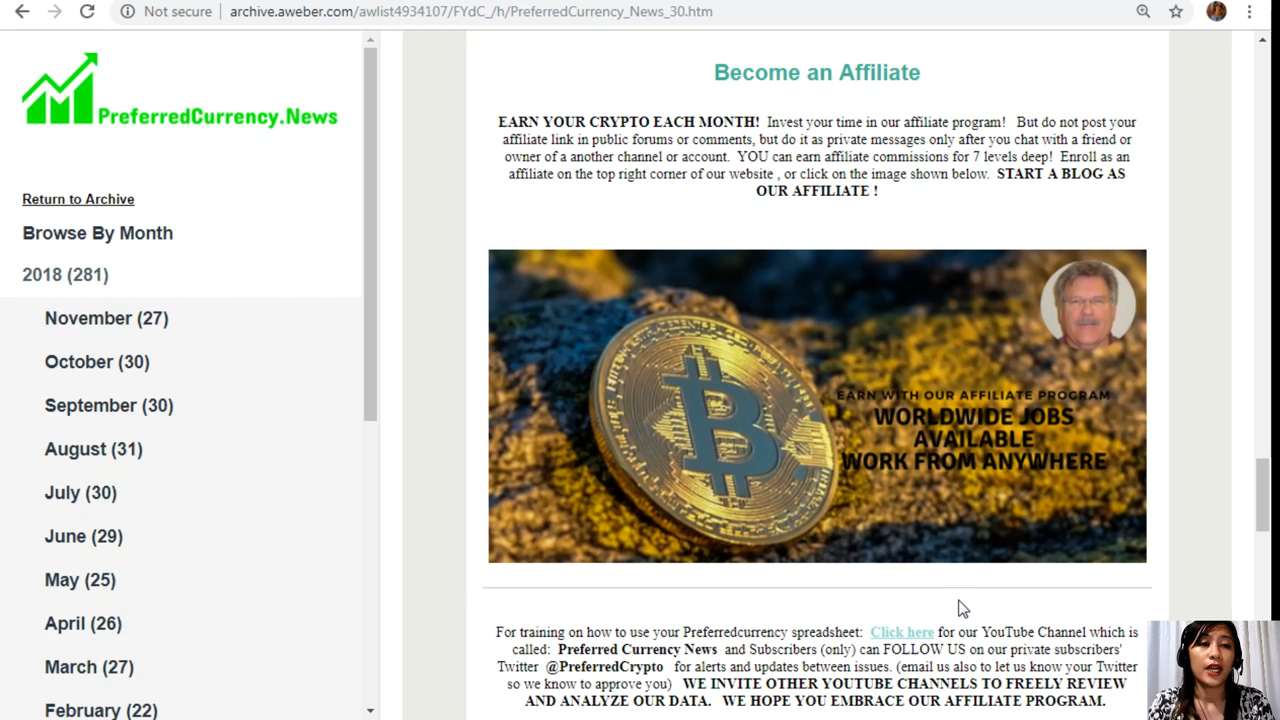 Not secure
archive.aweber.com/awlist4934107/FYdC_/h/PreferredCurrency_News_30.htm
PreferredCurrency.News
Return to Archive
Browse By Month
2018 (281)
November (27)
October (30)
September (30)
August (31)
July (30)
June (29)
May (25)
April (26)
March (27)
February (22)
Become an Affiliate
EARN YOUR CRYPTO EACH MONTH! Invest your time in our affiliate program! But do not post your
affiliate link in public forums or comments, but do it as private messages only after you chat with a friend or
owner of a another channel or account. YOU can earn affiliate commissions for 7 levels deep! Enroll as an
affiliate on the top right corner of our website , or click on the image shown below. START A BLOG AS
OUR AFFILIATE !
EARN WITH OUR AFFILIATE PROGRAM
WORLDWIDE JOBS
AVAILABLE
WORK FROM ANYWHERE
For training on how to use your Preferredcurrency spreadsheet: Click here for our YouTube Channel which is
called: Preferred Currency News and Subscribers (only) can FOLLOW US on our private subscribers'
Twitter @PreferredCrypto for alerts and updates between issues. (email us also to let us know your Twitter
so we know to approve you) WE INVITE OTHER YOUTUBE CHANNELS TO FREELY REVIEW
AND ANALYZE OUR DATA. WE HOPE YOU EMBRACE OUR AFFILIATE PROGRAM.